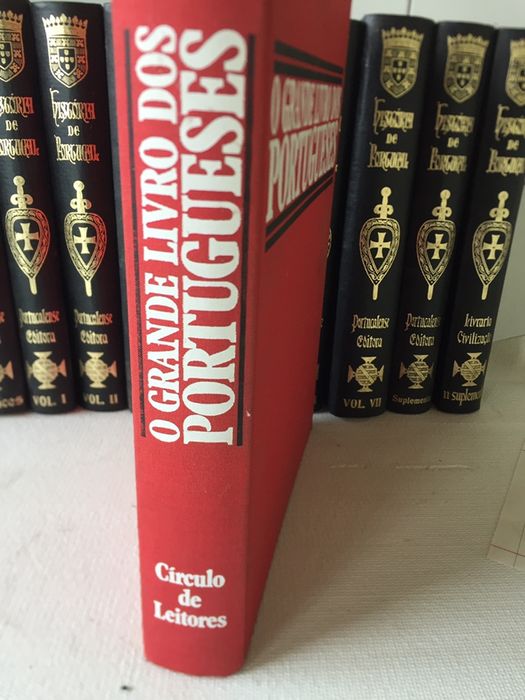 O GRANDE LIVRO DOS
PORTUGUESES
Círculo
de
Leitores
O GRANDE LIVRO DOS
PORTUGUESES
História
DE
Portugal
Portucalense
Editora
VOL. I
História
DE
Portugal
Portucalense
Editora
VOL. II
História
DE
Portugal
Portucalense
Editora
VOL. VII
História
DE
Portugal
Portucalense
Editora
Suplemento
História
DE
Portugal
Livraria
Civilização
II suplemento